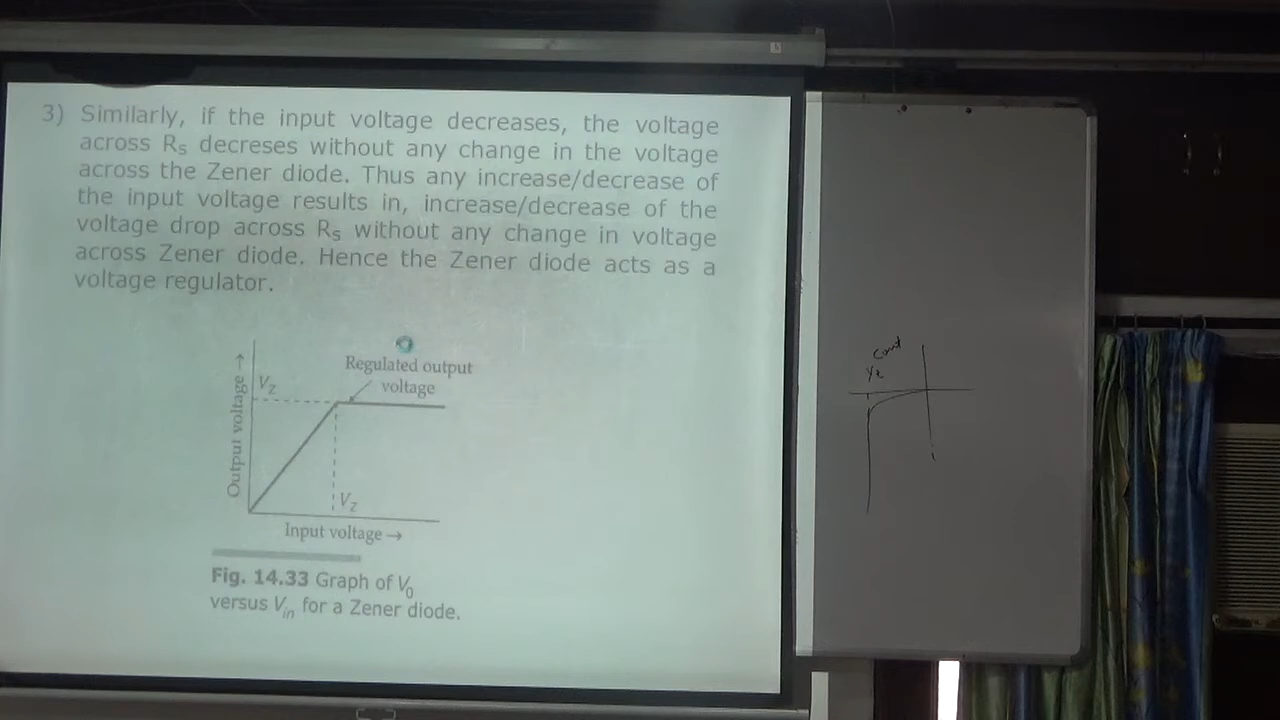 3) Similarly, if the input voltage decreases, the voltage
across Rs decreses without any change in the voltage
across the Zener diode. Thus any increase/decrease of
the input voltage results in, increase/decrease of the
voltage drop across Rs without any change in voltage
across Zener diode. Hence the Zener diode acts as a
voltage regulator.
Output voltage →
Vz
Regulated output
voltage
Vz
Input voltage →
Fig. 14.33 Graph of V0
versus Vin for a Zener diode.
Const
Vz